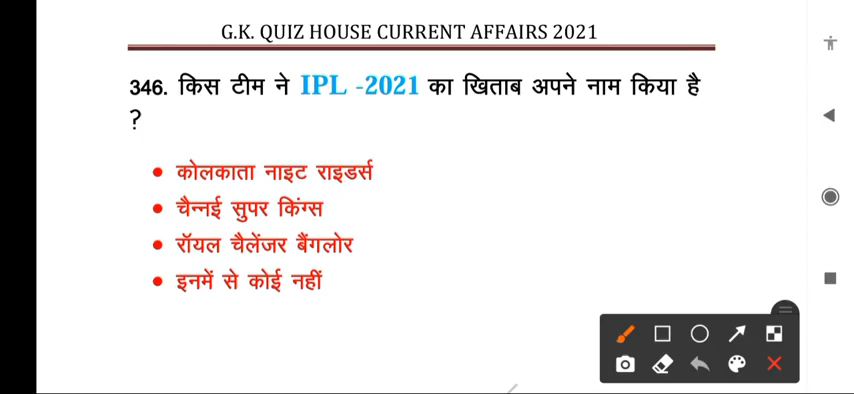 G.K. QUIZ HOUSE CURRENT AFFAIRS 2021
346. किस टीम ने IPL -2021 का खिताब अपने नाम किया है
?
• कोलकाता नाइट राइडर्स
• चैन्नई सुपर किंग्स
• रॉयल चैलेंजर बैंगलोर
• इनमें से कोई नहीं